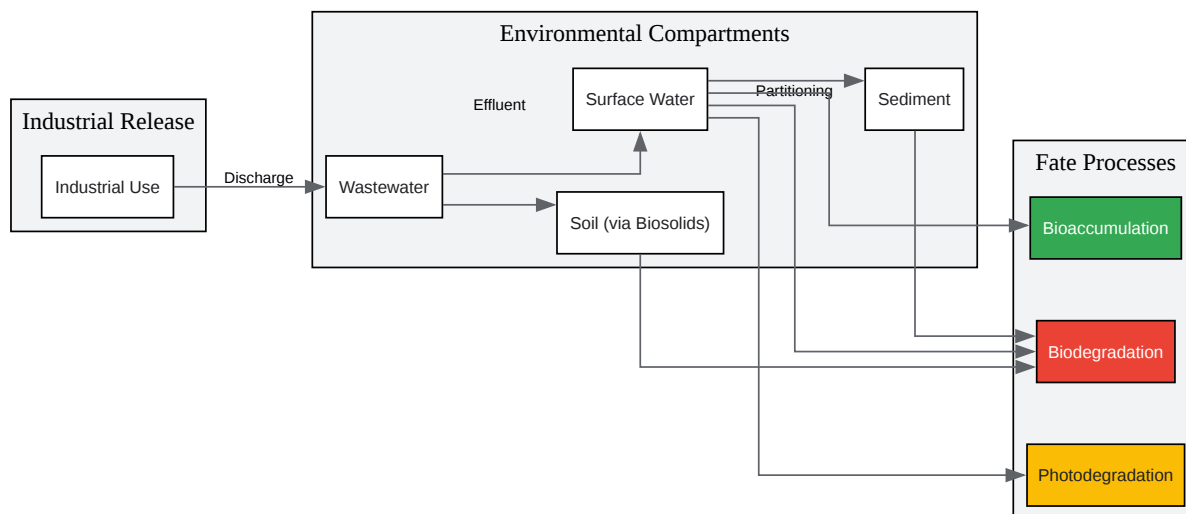 Environmental Compartments
Industrial Release
Industrial Use
Discharge
Wastewater
Effluent
Surface Water
Partitioning
Sediment
Soil (via Biosolids)
Fate Processes
Bioaccumulation
Biodegradation
Photodegradation